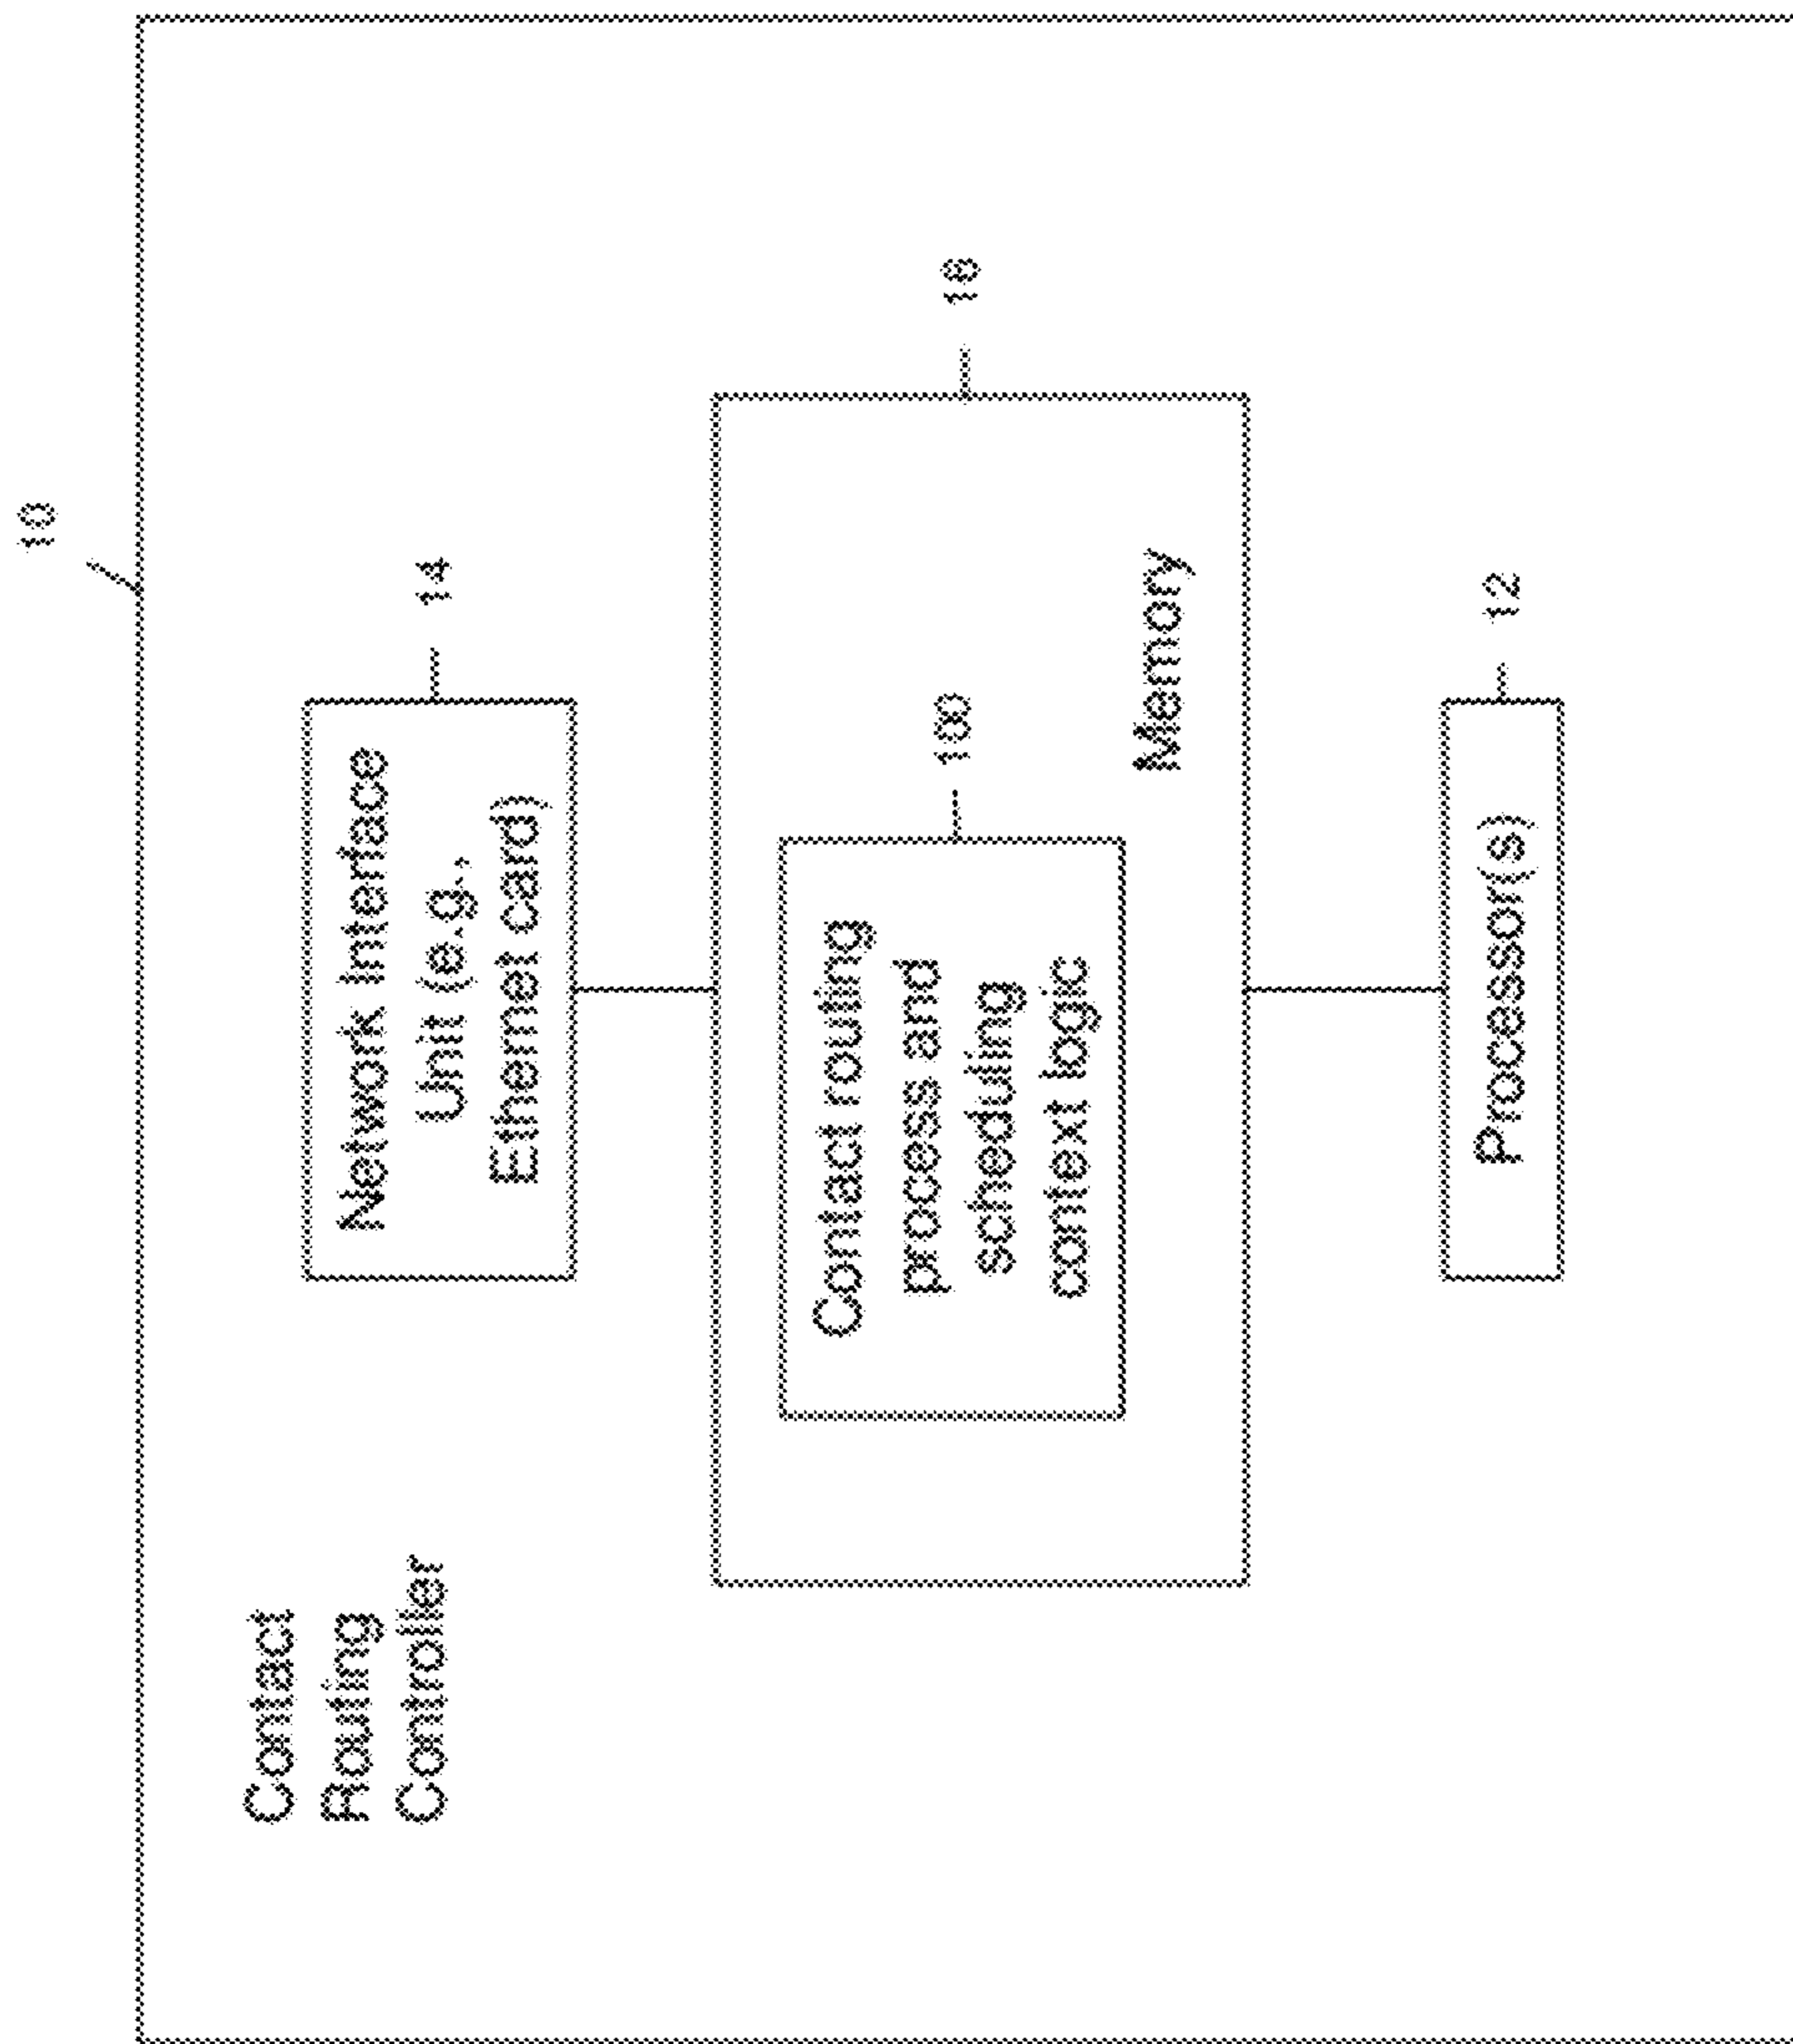 10
Contact
Routing
Controller
Network Interface
Unit (e.g.,
Ethernet card)
14
Contact routing
process and
scheduling
context logic
100
Memory
16
Processor(s)
12